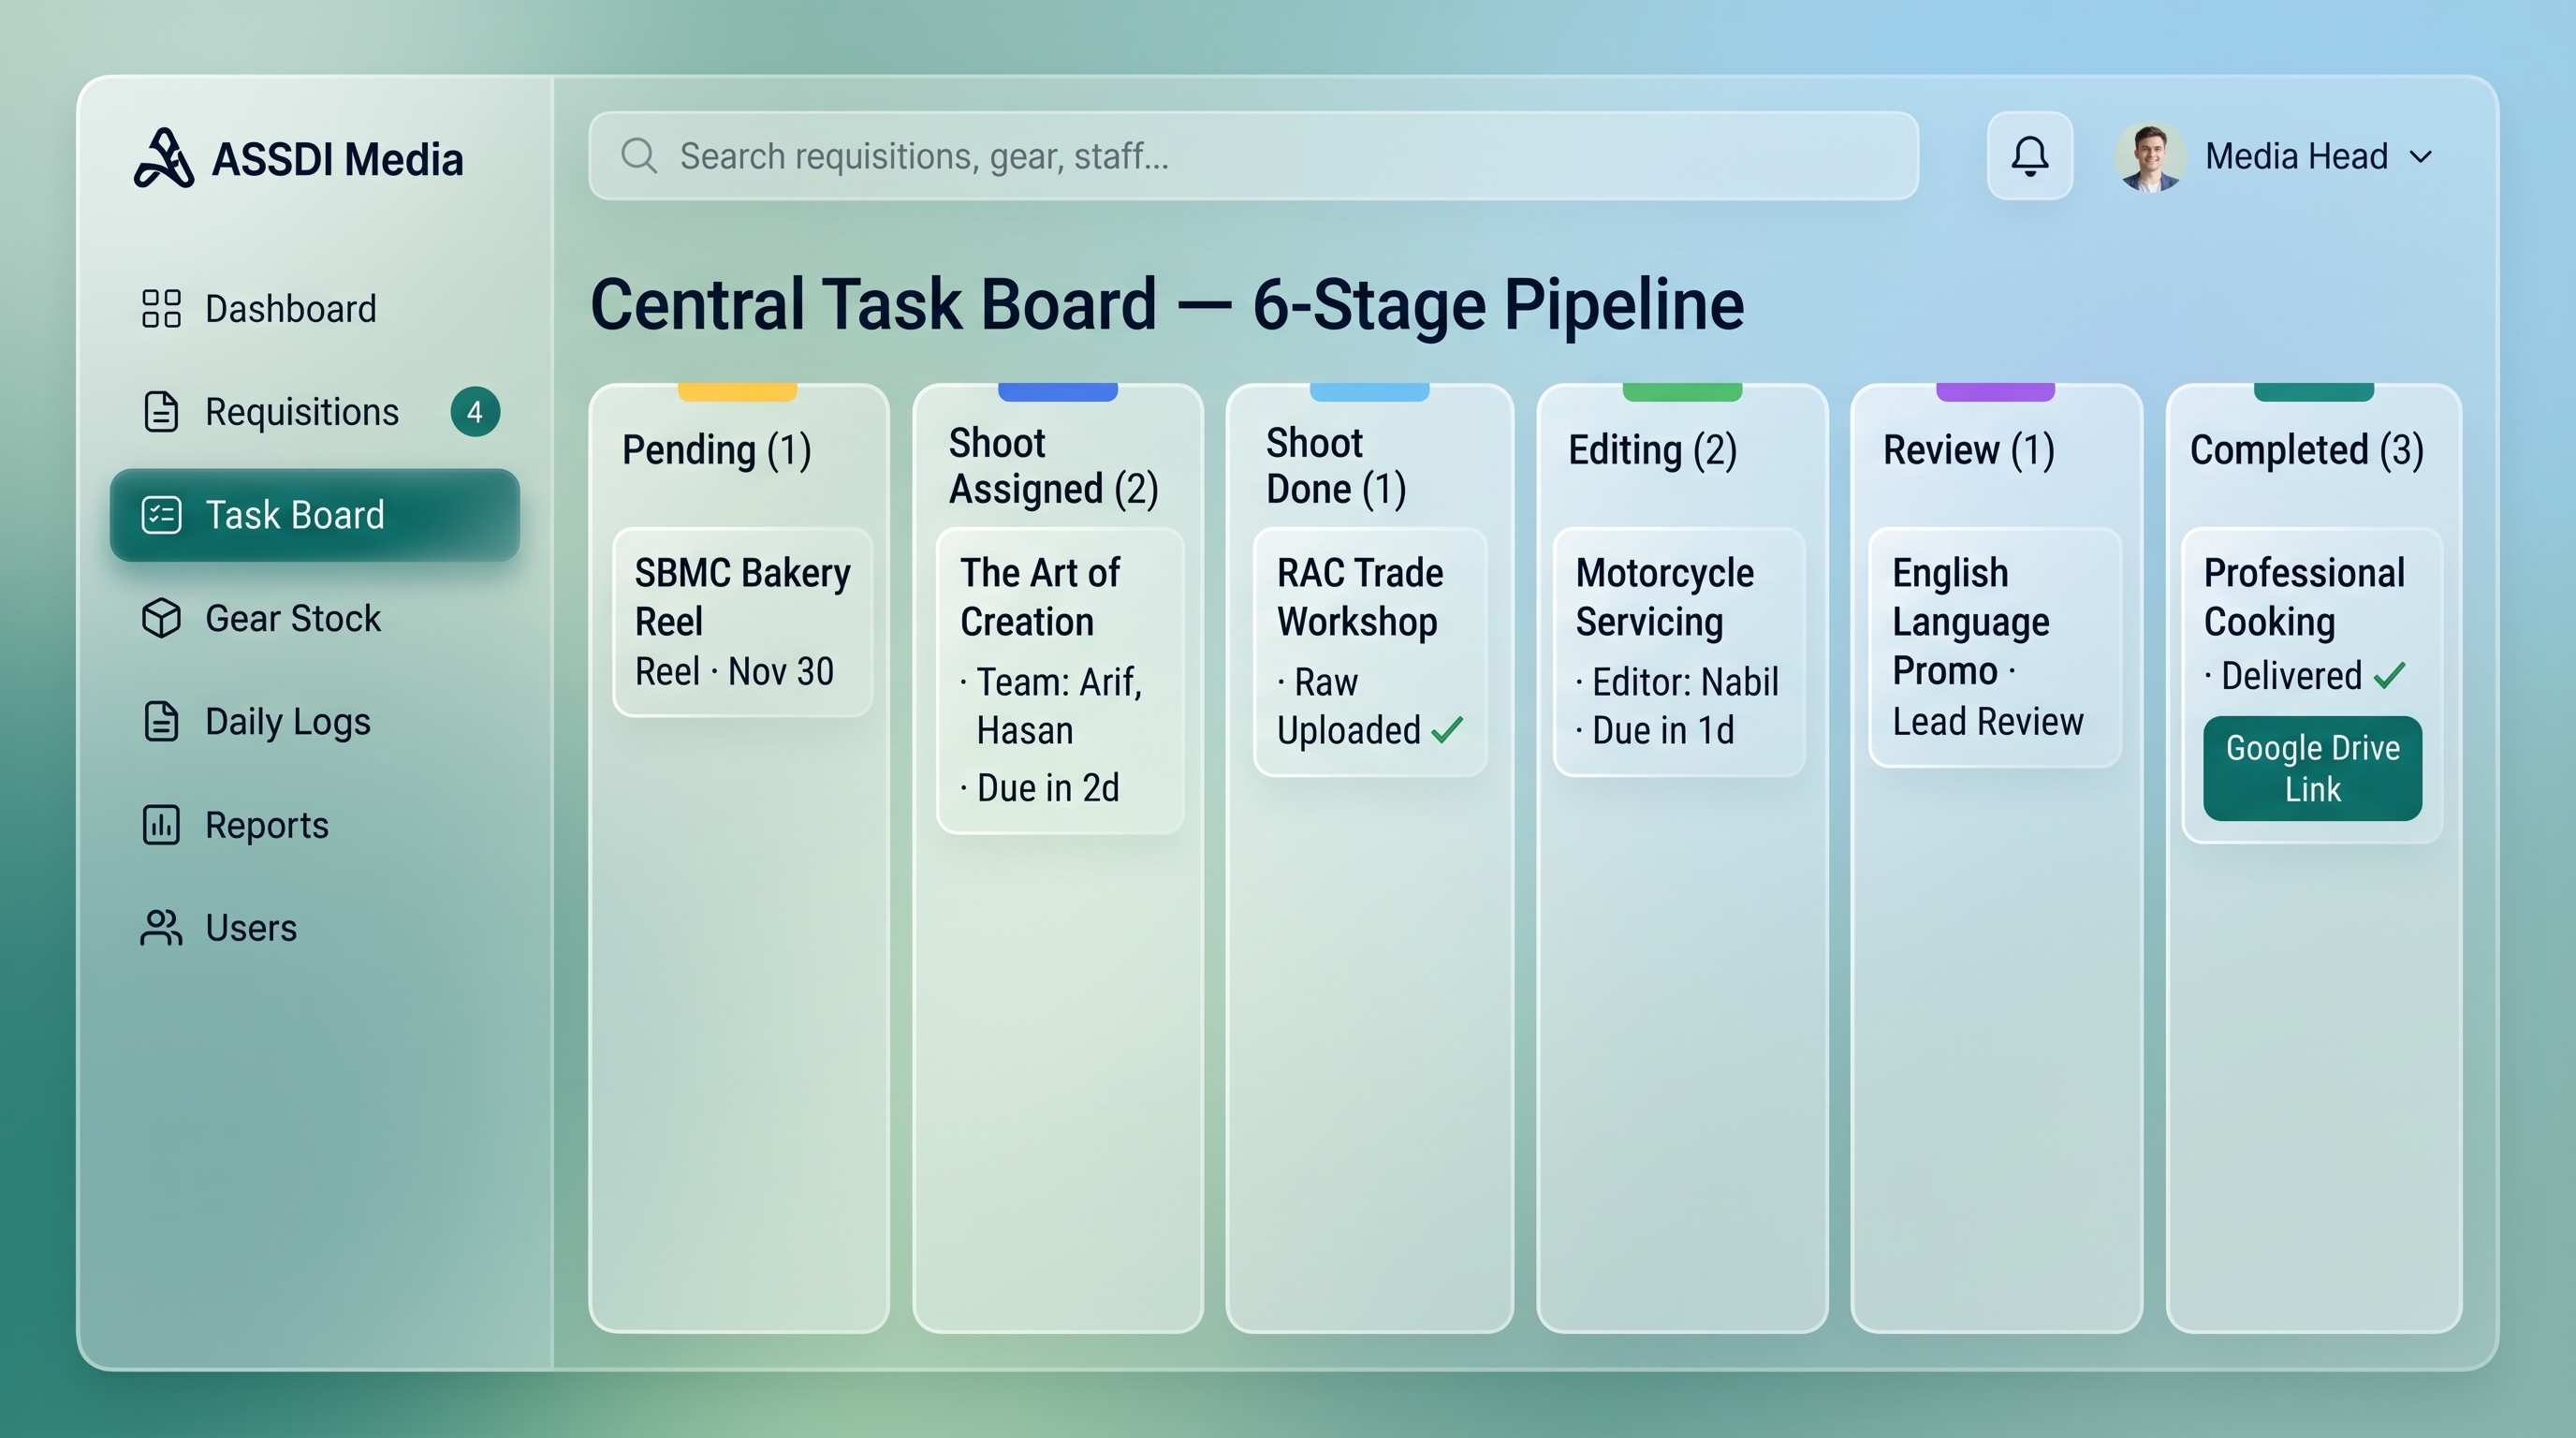 ASSDI Media
Search requisitions, gear, staff...
Media Head
Dashboard
Requisitions 4
Task Board
Gear Stock
Daily Logs
Reports
Users
Central Task Board — 6-Stage Pipeline
Pending (1)
SBMC Bakery
Reel
Reel · Nov 30
Shoot
Assigned (2)
The Art of
Creation
· Team: Arif,
Hasan
· Due in 2d
Shoot
Done (1)
RAC Trade
Workshop
· Raw
Uploaded ✓
Editing (2)
Motorcycle
Servicing
· Editor: Nabil
· Due in 1d
Review (1)
English
Language
Promo ·
Lead Review
Completed (3)
Professional
Cooking
· Delivered ✓
Google Drive
Link